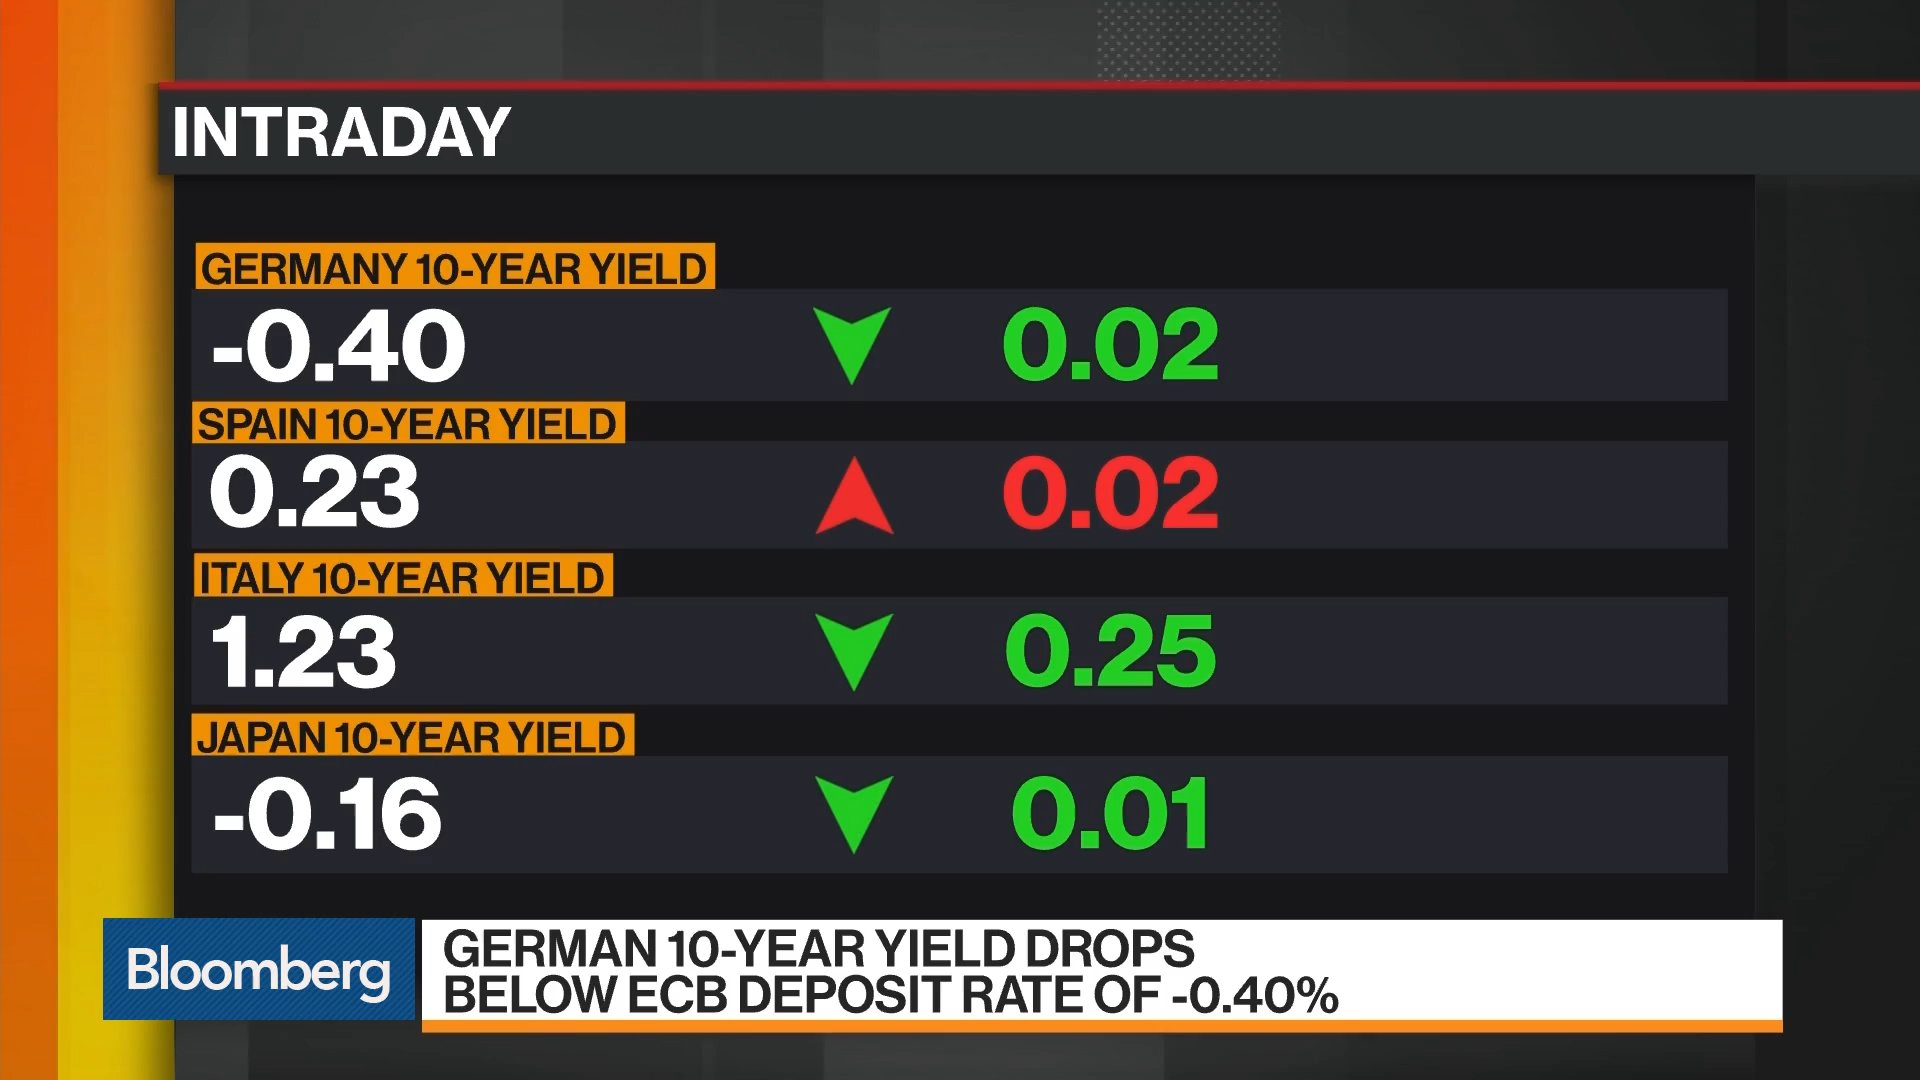 INTRADAY
GERMANY 10-YEAR YIELD
-0.40 0.02
SPAIN 10-YEAR YIELD
0.23 0.02
ITALY 10-YEAR YIELD
1.23 0.25
JAPAN 10-YEAR YIELD
-0.16 0.01
Bloomberg
GERMAN 10-YEAR YIELD DROPS
BELOW ECB DEPOSIT RATE OF -0.40%